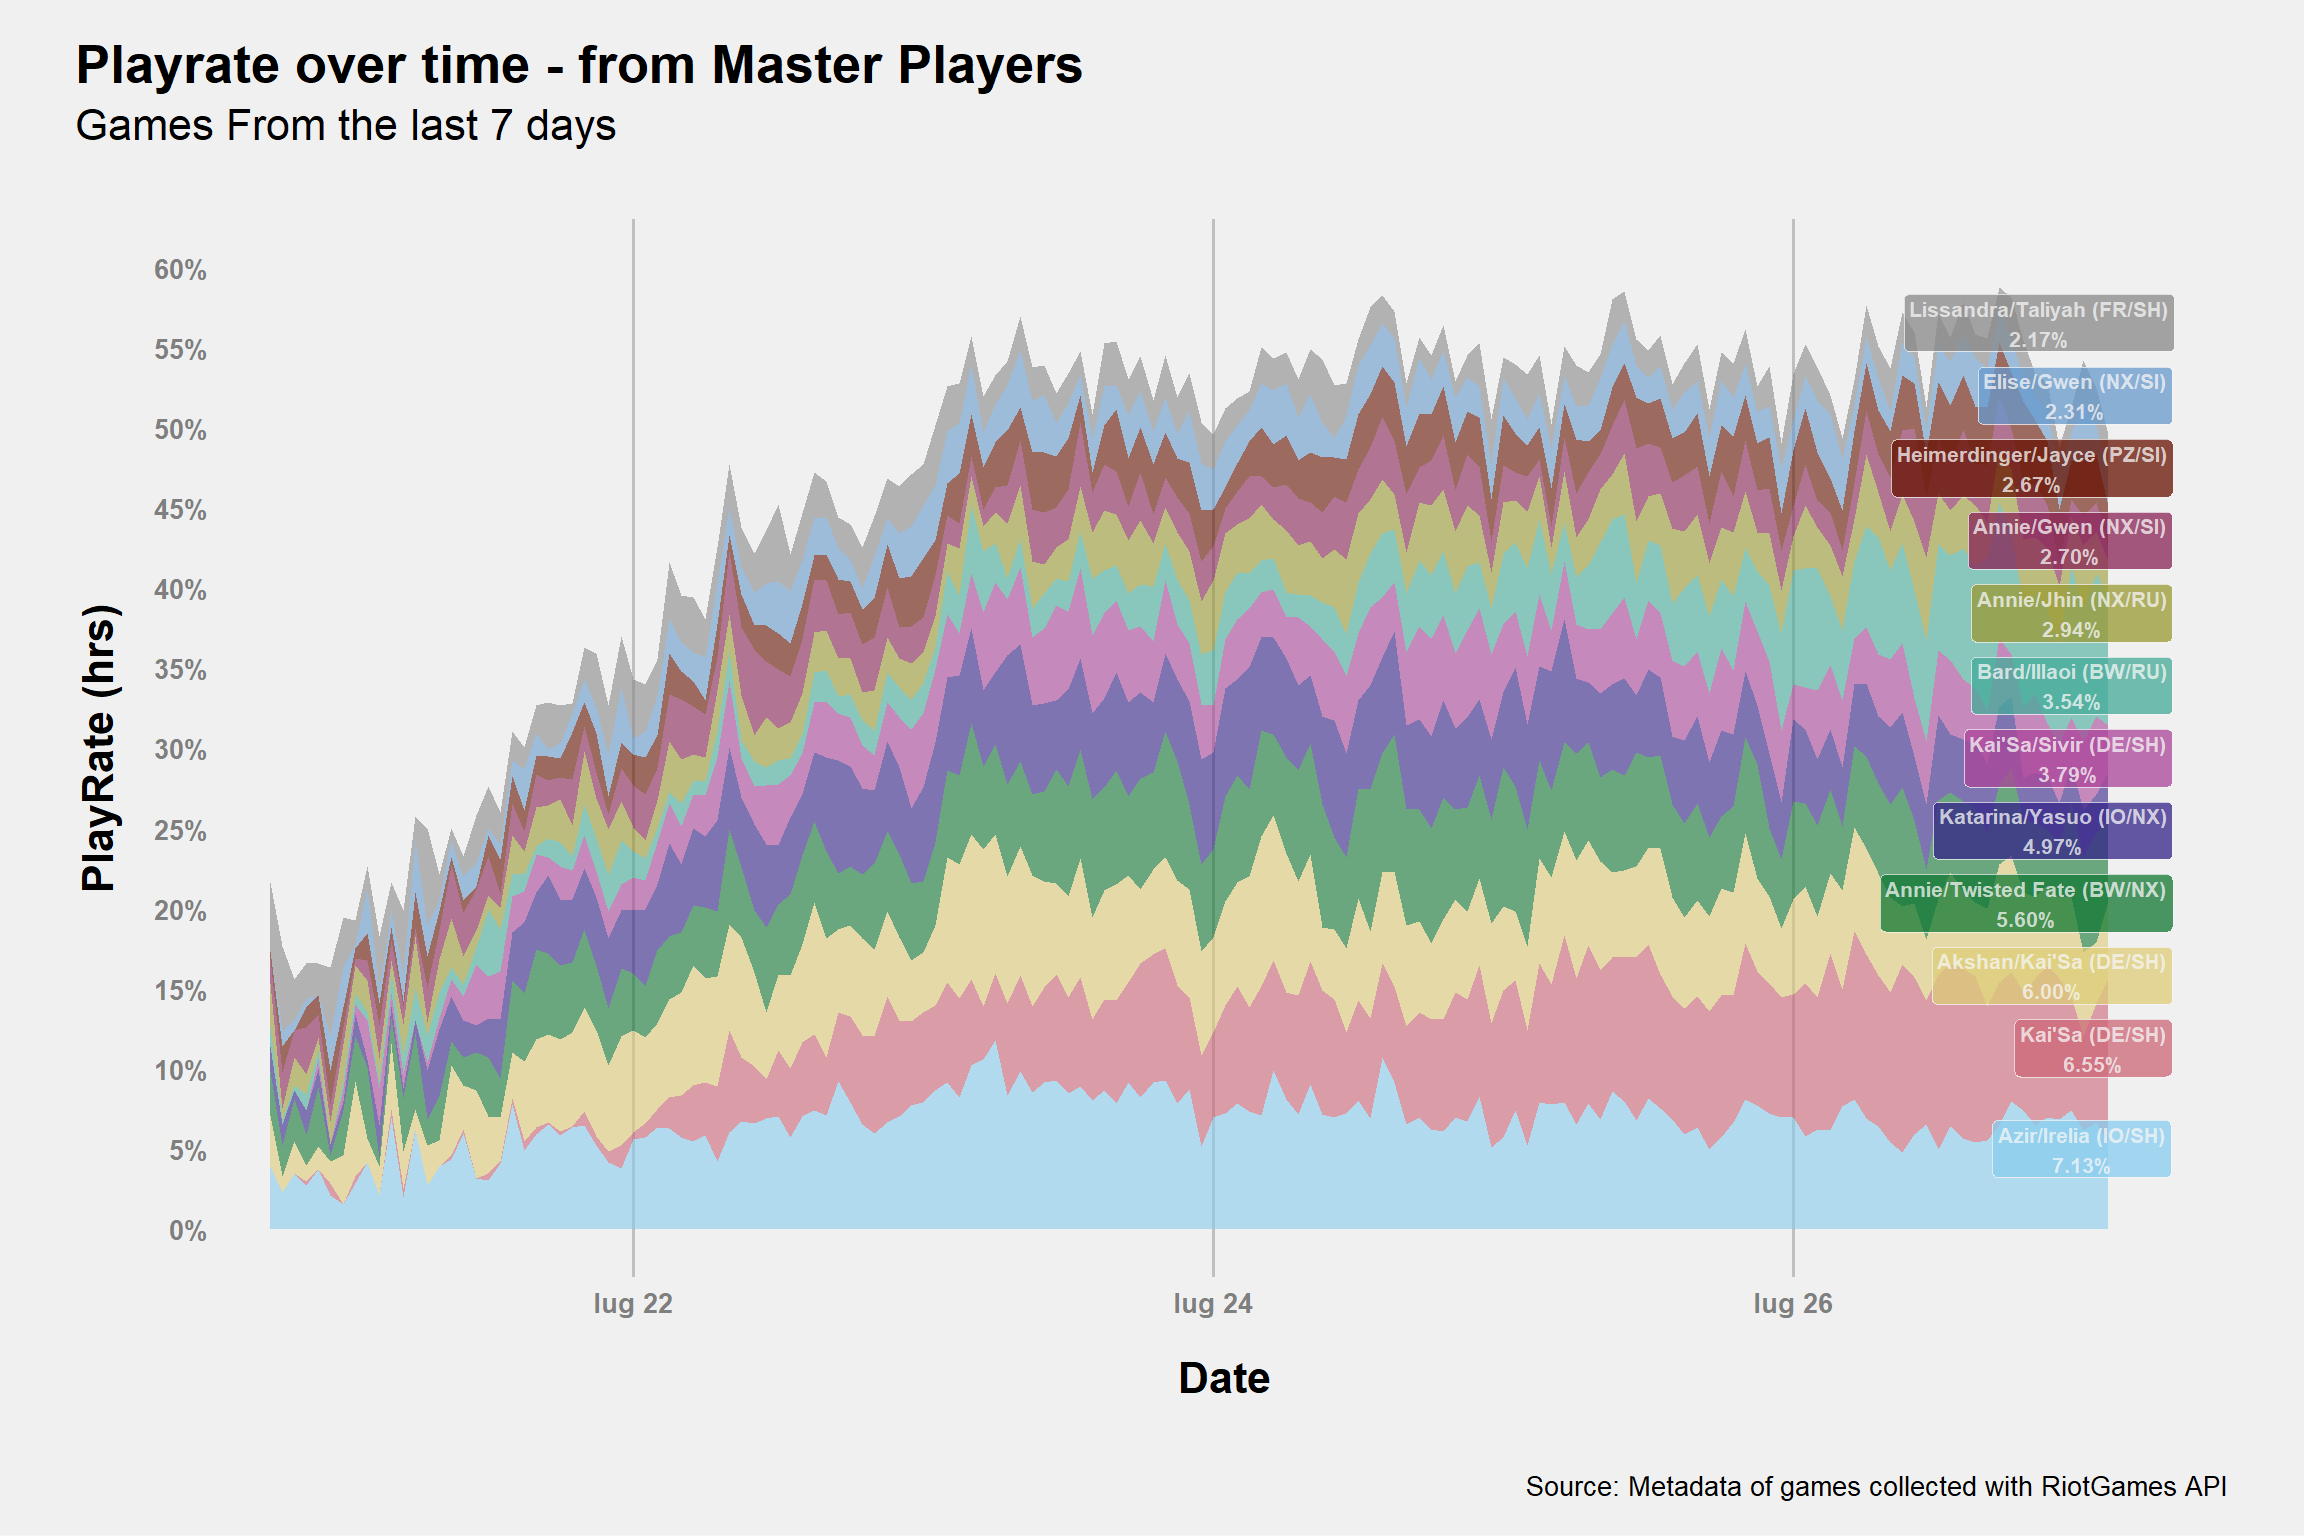 Playrate over time - from Master Players
Games From the last 7 days
PlayRate (hrs)
60%
55%
50%
45%
40%
35%
30%
25%
20%
15%
10%
5%
0%
Lissandra/Taliyah (FR/SH)
2.17%
Elise/Gwen (NX/SI)
2.31%
Heimerdinger/Jayce (PZ/SI)
2.67%
Annie/Gwen (NX/SI)
2.70%
Annie/Jhin (NX/RU)
2.94%
Bard/Illaoi (BW/RU)
3.54%
Kai'Sa/Sivir (DE/SH)
3.79%
Katarina/Yasuo (IO/NX)
4.97%
Annie/Twisted Fate (BW/NX)
5.60%
Akshan/Kai'Sa (DE/SH)
6.00%
Kai'Sa (DE/SH)
6.55%
Azir/Irelia (IO/SH)
7.13%
lug 22
lug 24
lug 26
Date
Source: Metadata of games collected with RiotGames API